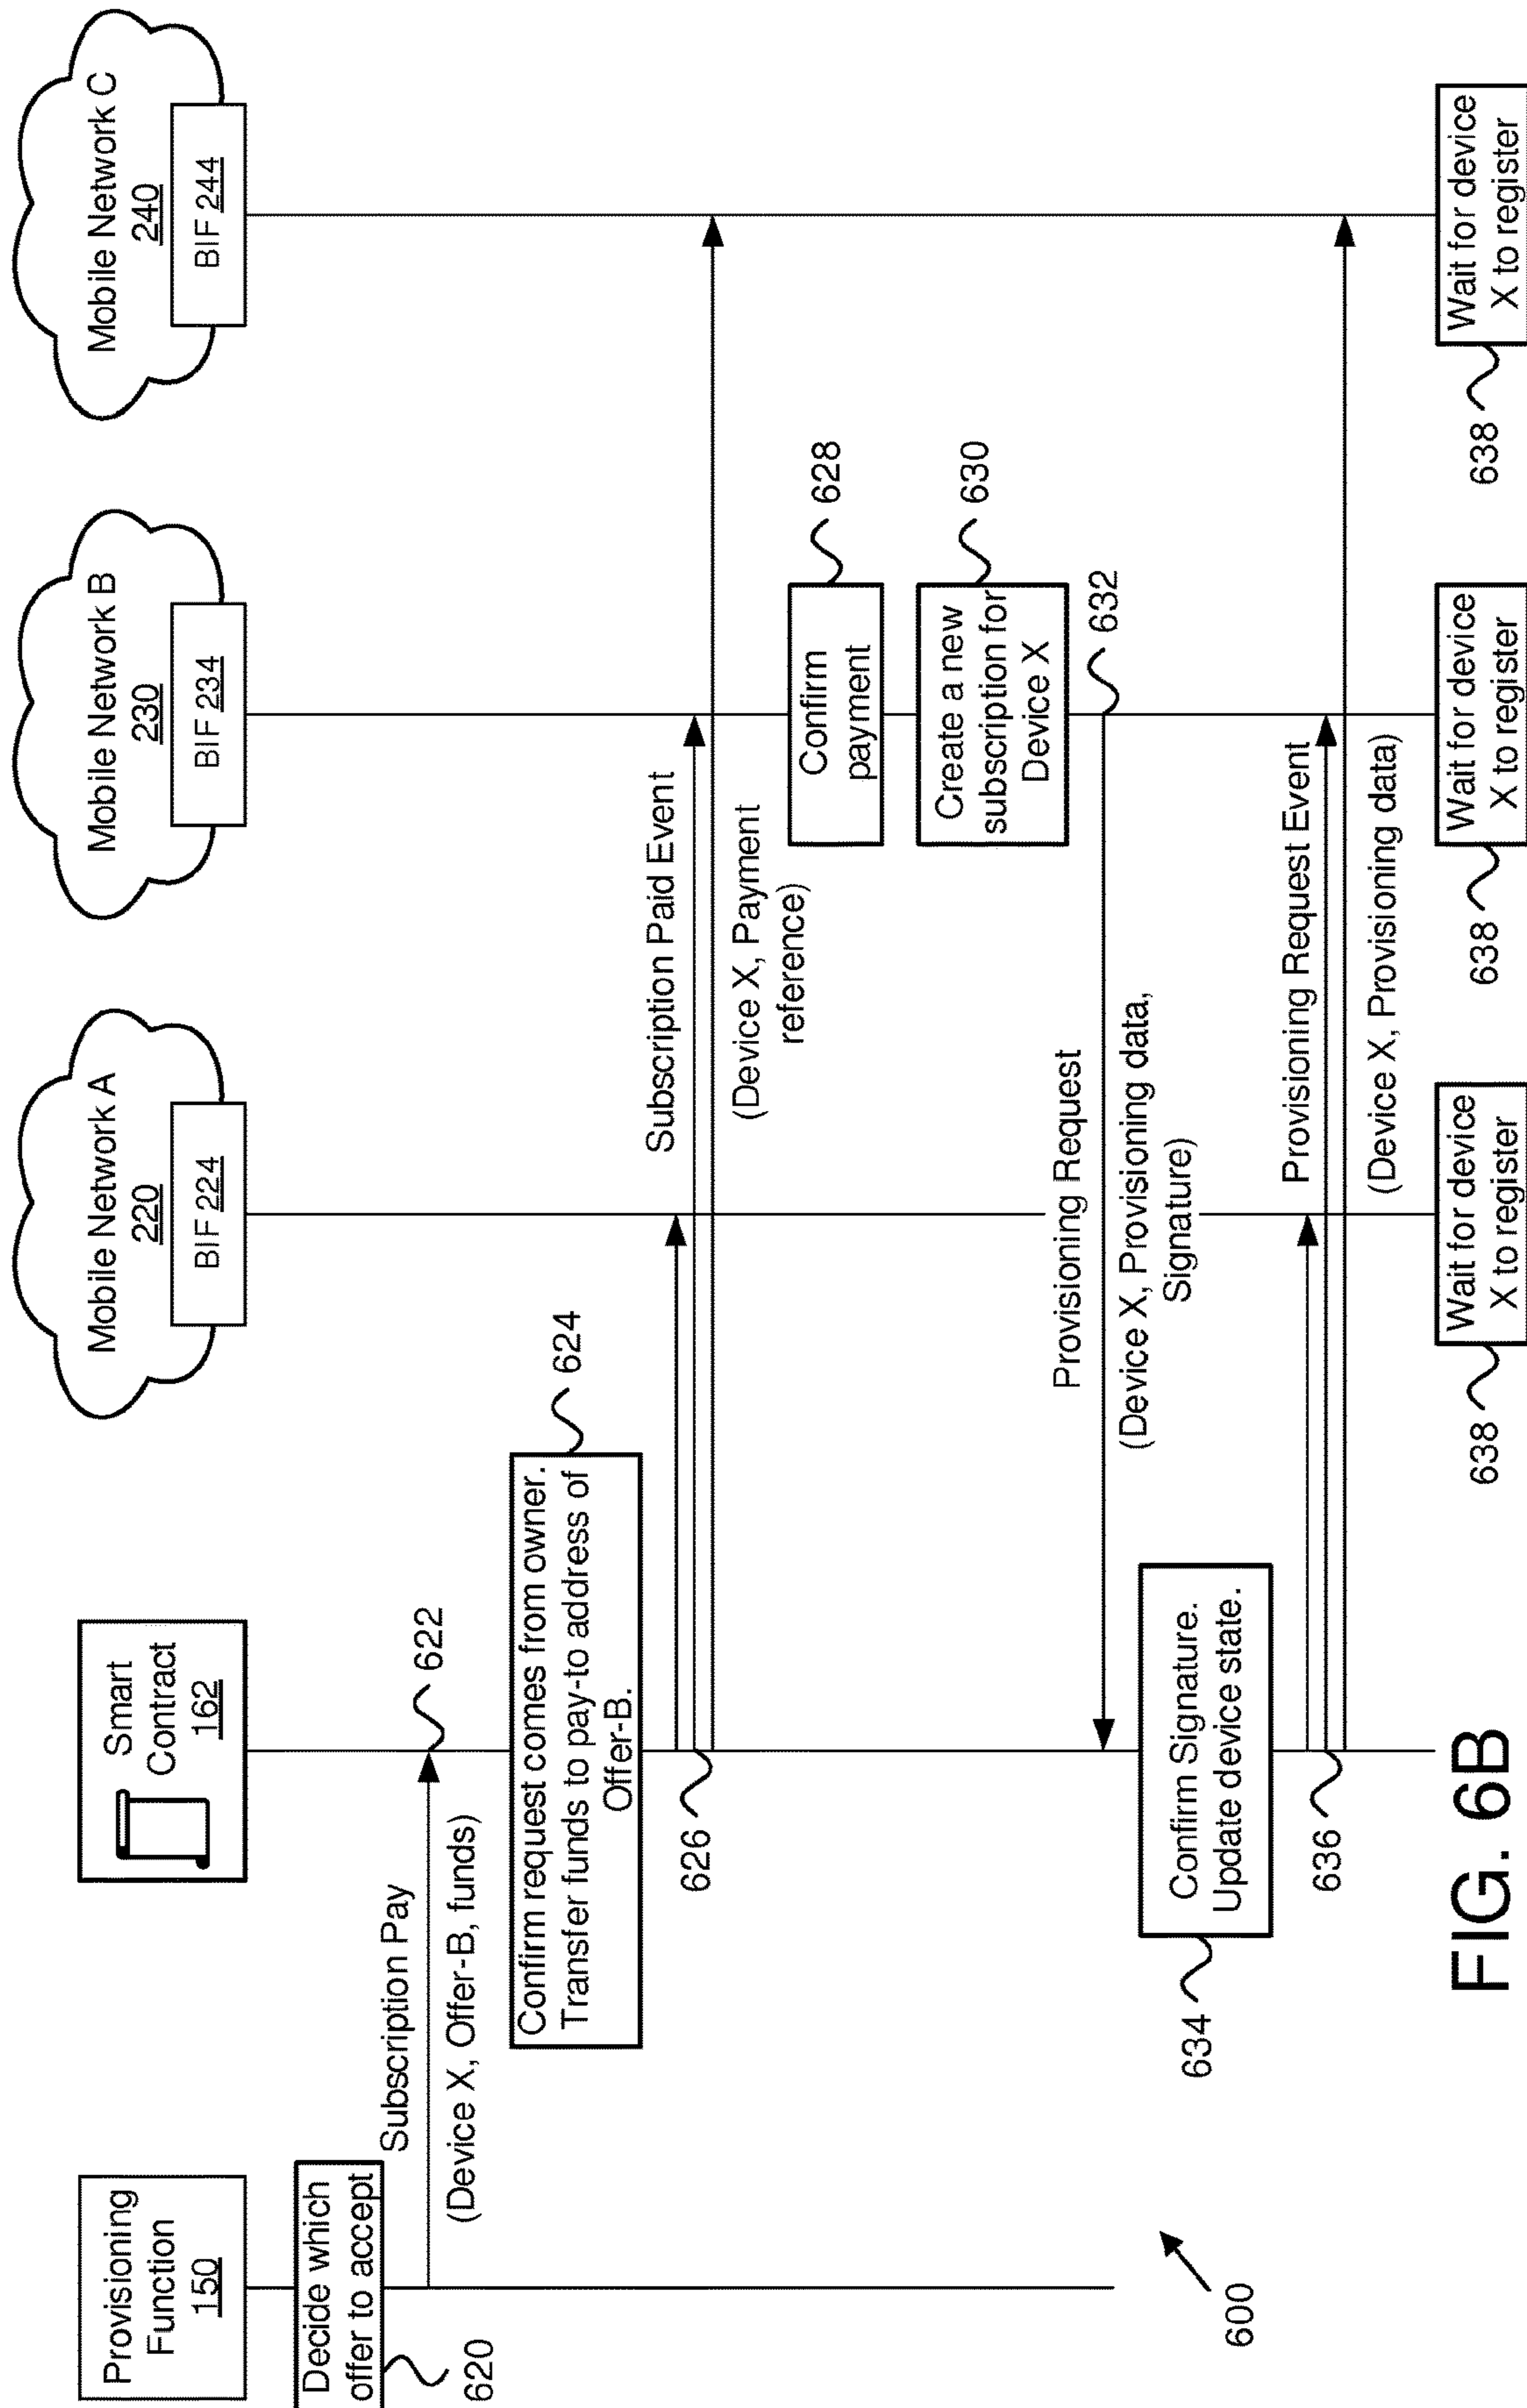 Provisioning
Function
150
Smart
Contract
162
Mobile Network A
220
BIF 224
Mobile Network B
230
BIF 234
Mobile Network C
240
BIF 244
Decide which
offer to accept
620
Subscription Pay
(Device X, Offer-B, funds)
622
Confirm request comes from owner.
Transfer funds to pay-to address of
Offer-B.
624
626
Subscription Paid Event
(Device X, Payment
reference)
Confirm
payment
628
Create a new
subscription for
Device X
630
632
Provisioning Request
(Device X, Provisioning data,
Signature)
Confirm Signature.
Update device state.
634
636
Provisioning Request Event
(Device X, Provisioning data)
638
Wait for device
X to register
638
Wait for device
X to register
638
Wait for device
X to register
600
FIG. 6B